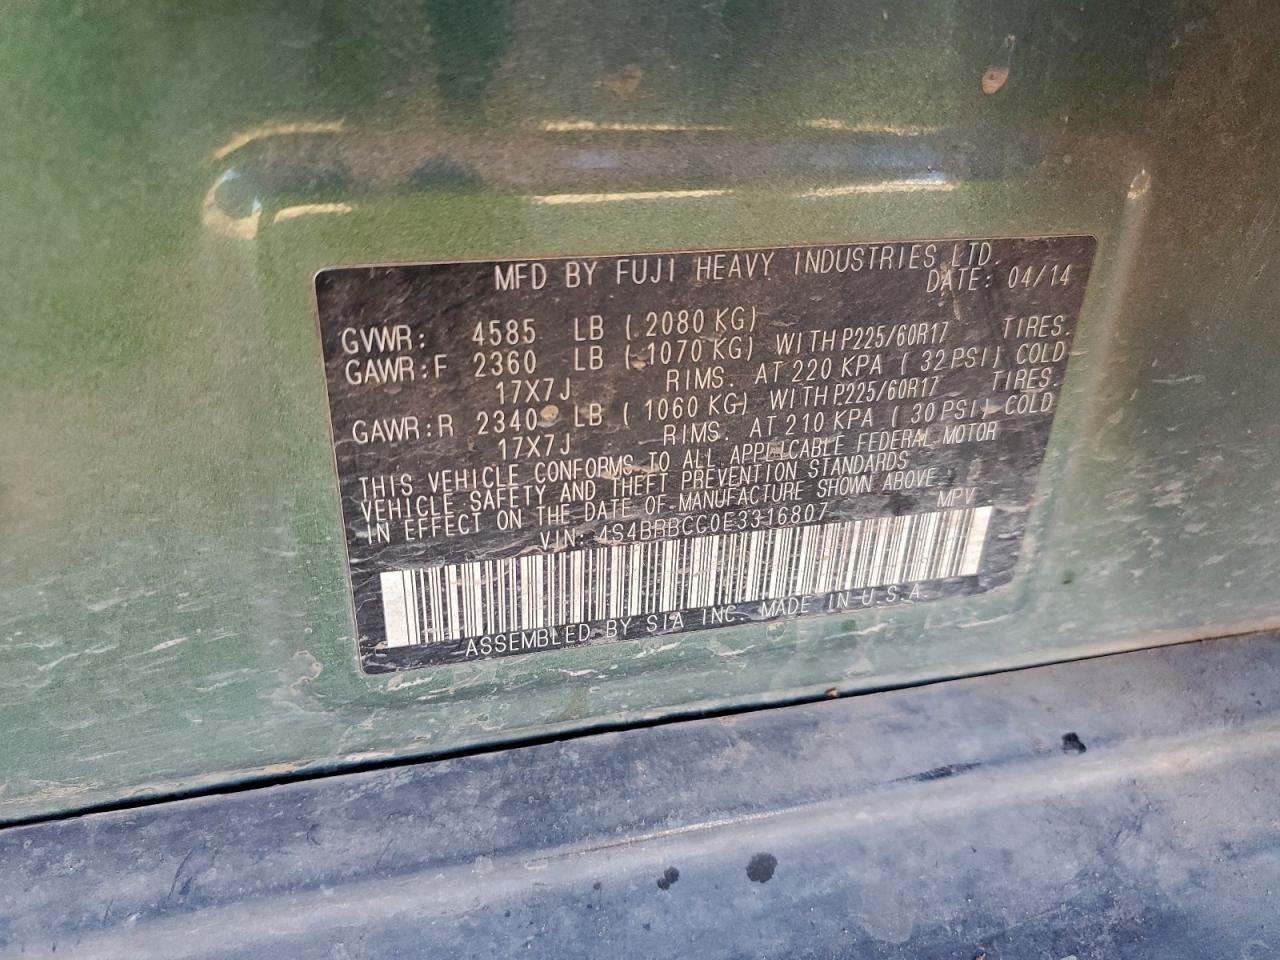 MFD BY FUJI HEAVY INDUSTRIES LTD.
DATE: 04/14
GVWR: 4585 LB ( 2080 KG)
GAWR:F 2360 LB ( 1070 KG) WITH P225/60R17 TIRES.
17X7J RIMS. AT 220 KPA ( 32 PSI) COLD
GAWR:R 2340 LB ( 1060 KG) WITH P225/60R17 TIRES.
17X7J RIMS. AT 210 KPA ( 30 PSI) COLD
THIS VEHICLE CONFORMS TO ALL APPLICABLE FEDERAL MOTOR
VEHICLE SAFETY AND THEFT PREVENTION STANDARDS
IN EFFECT ON THE DATE OF MANUFACTURE SHOWN ABOVE.
VIN: 4S4BRBCC0E3316807 MPV
ASSEMBLED BY SIA INC. MADE IN U.S.A.